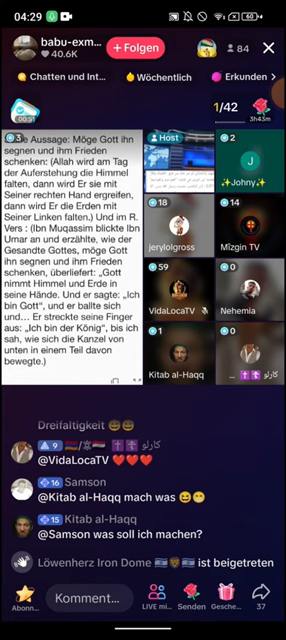 04:29
60
babu-exm...
40.6K
+ Folgen
84
Chatten und Int...
Wöchentlich
Erkunden
00:51
1/42
3h43m
3
e Aussage: Möge Gott ihn
segnen und ihm Frieden
schenken: (Allah wird am Tag
der Auferstehung die Himmel
falten, dann wird Er sie mit
Seiner rechten Hand ergreifen,
dann wird Er die Erden mit
Seiner Linken falten.) Und im R.
Vers : (Ibn Muqassim blickte Ibn
Umar an und erzählte, wie der
Gesandte Gottes, möge Gott
ihn segnen und ihm Frieden
schenken, überliefert: „Gott
nimmt Himmel und Erde in
seine Hände. Und er sagte: „Ich
bin Gott“, und er ballte sich
und… Er streckte seine Finger
aus: „Ich bin der König“, bis ich
sah, wie sich die Kanzel von
unten in einem Teil davon
bewegte.)
Host
2
J
✨Johny✨
18
jerylolgross
14
Mîzgin TV
59
VidaLocaTV
0
Nehemia
1
Kitab al-Haqq
0
كارلو ✝️✝️ ...
Dreifaltigkeit 😅😅
9 كارلو
@VidaLocaTV ❤️❤️❤️
16 Samson
@Kitab al-Haqq mach was 😆😁
15 Kitab al-Haqq
@Samson was soll ich machen?
Löwenherz Iron Dome 🇮🇱🦁🇮🇱 ist beigetreten
Abonn...
Komment...
LIVE mi...
Senden
Gesche...
37